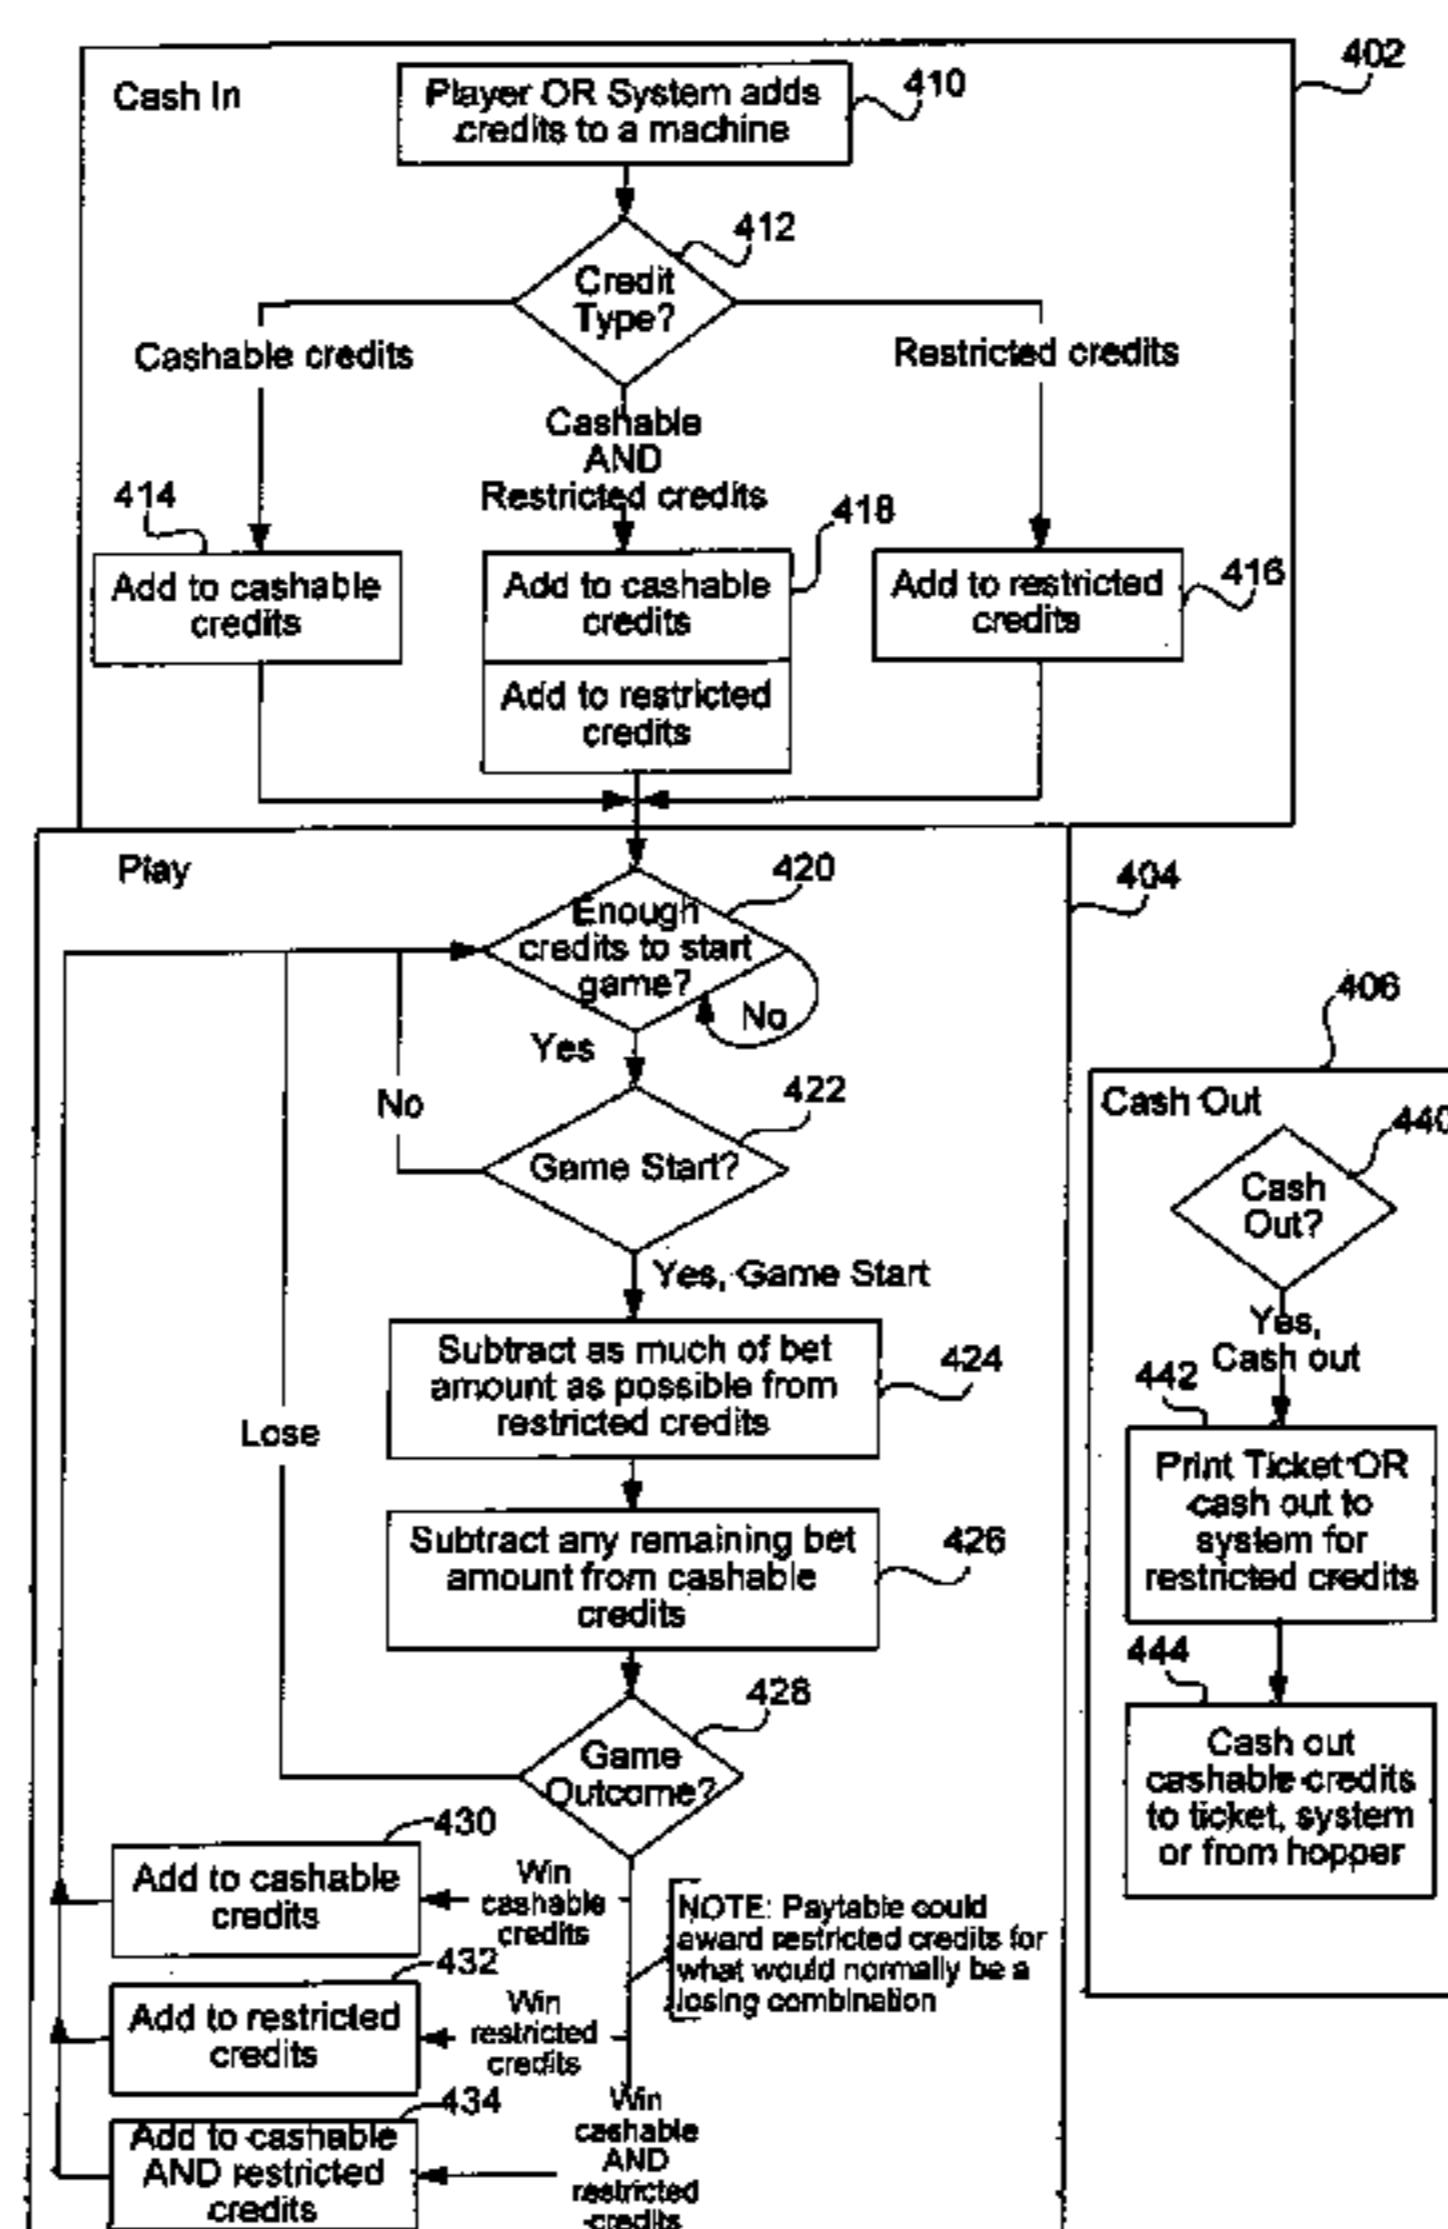 402
Cash In
Player OR System adds
credits to a machine
410
412
Credit
Type?
Cashable credits
Restricted credits
Cashable
AND
Restricted credits
414
418
416
Add to cashable
credits
Add to cashable
credits
Add to restricted
credits
Add to restricted
credits
Play
420
404
Enough
credits to start
game?
No
Yes
No
422
Game Start?
Yes, Game Start
Subtract as much of bet
amount as possible from
restricted credits
424
Lose
Subtract any remaining bet
amount from cashable
credits
426
428
Game
Outcome?
430
Add to cashable
credits
Win
cashable
credits
NOTE: Paytable could
award restricted credits for
what would normally be a
losing combination
432
Add to restricted
credits
Win
restricted
credits
434
Add to cashable
AND restricted
credits
Win
cashable
AND
restricted
credits
406
Cash Out
440
Cash
Out?
Yes,
Cash out
442
Print Ticket OR
cash out to
system for
restricted credits
444
Cash out
cashable credits
to ticket, system
or from hopper